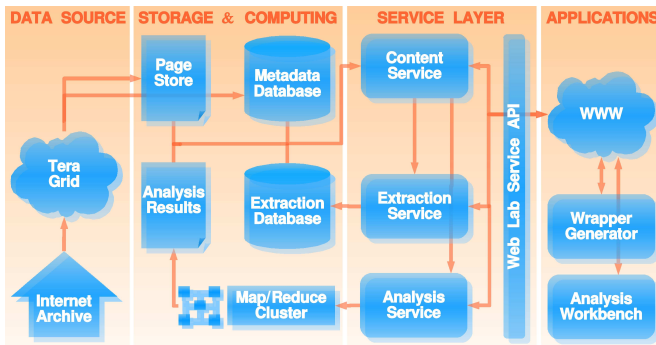 DATA SOURCE
STORAGE & COMPUTING
SERVICE LAYER
APPLICATIONS
Page
Store
Metadata
Database
Content
Service
WWW
Tera
Grid
Analysis
Results
Extraction
Database
Extraction
Service
Web Lab Service API
Wrapper
Generator
Internet
Archive
Map/Reduce
Cluster
Analysis
Service
Analysis
Workbench